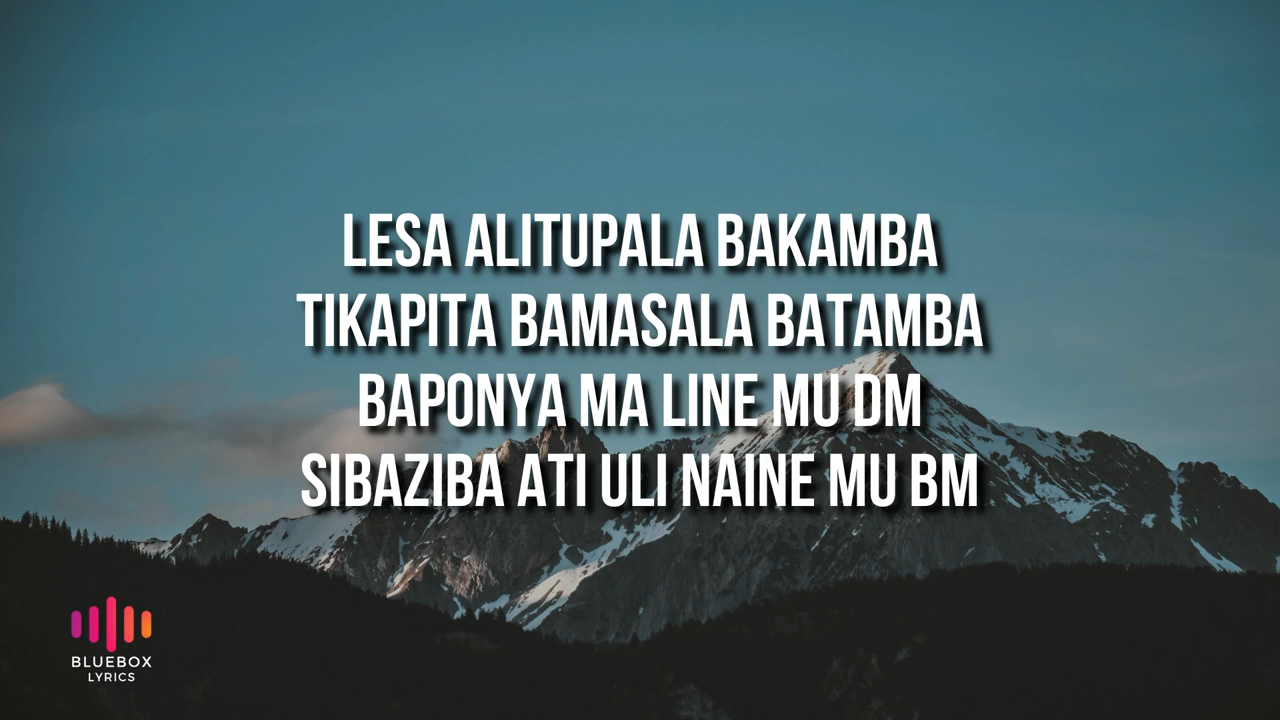 LESA ALITUPALA BAKAMBA
TIKAPITA BAMASALA BATAMBA
BAPONYA MA LINE MU DM
SIBAZIBA ATI ULI NAINE MU BM
BLUEBOX
LYRICS